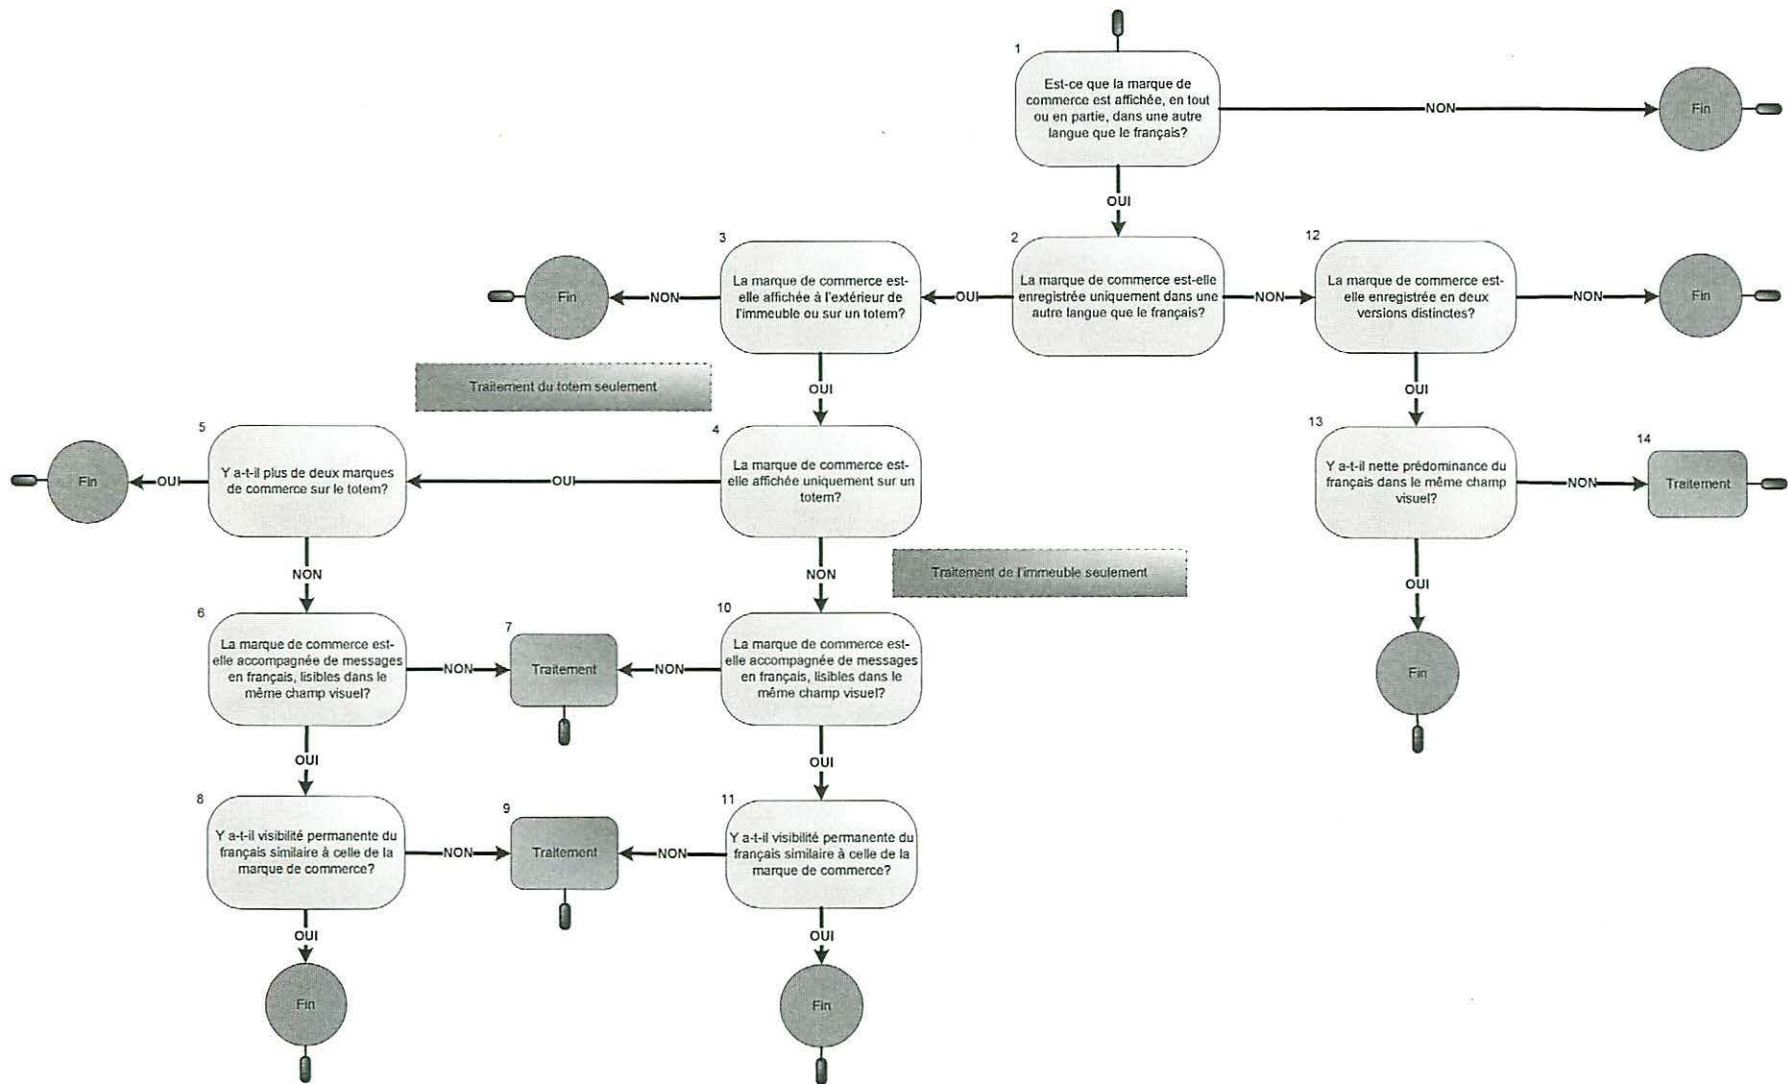 1
Est-ce que la marque de
commerce est affichée, en tout
ou en partie, dans une autre
langue que le français?
NON
Fin
OUI
3
La marque de commerce est-
elle affichée à l'extérieur de
l'immeuble ou sur un totem?
NON
Fin
OUI
2
La marque de commerce est-elle
enregistrée uniquement dans une
autre langue que le français?
NON
12
La marque de commerce est-
elle enregistrée en deux
versions distinctes?
NON
Fin
Traitement du totem seulement
OUI
OUI
5
Y a-t-il plus de deux marques
de commerce sur le totem?
OUI
Fin
4
La marque de commerce est-
elle affichée uniquement sur un
totem?
OUI
13
Y a-t-il nette prédominance du
français dans le même champ
visuel?
NON
14
Traitement
NON
NON
Traitement de l'immeuble seulement
OUI
Fin
6
La marque de commerce est-
elle accompagnée de messages
en français, lisibles dans le
même champ visuel?
NON
7
Traitement
NON
10
La marque de commerce est-
elle accompagnée de messages
en français, lisibles dans le
même champ visuel?
OUI
OUI
8
Y a-t-il visibilité permanente du
français similaire à celle de la
marque de commerce?
NON
9
Traitement
NON
11
Y a-t-il visibilité permanente du
français similaire à celle de la
marque de commerce?
OUI
OUI
Fin
Fin